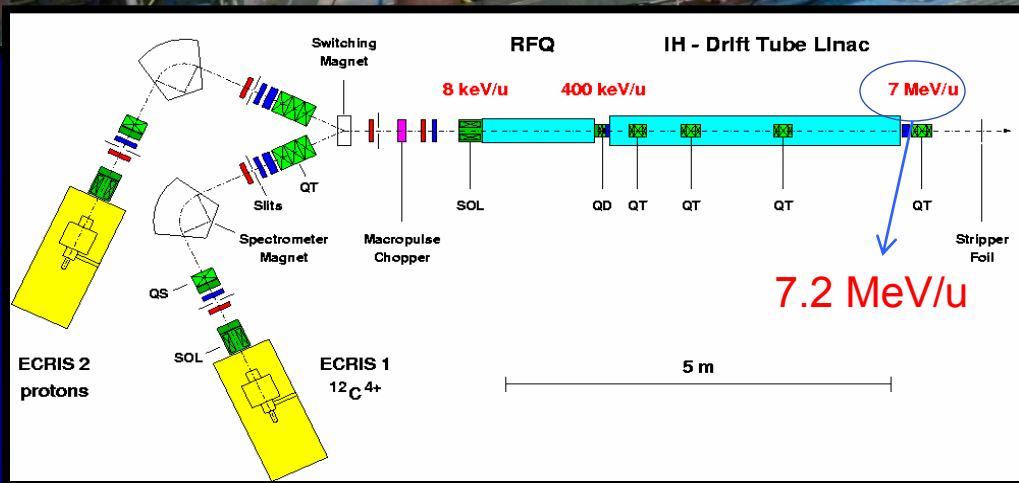 Switching
Magnet
RFQ
IH - Drift Tube Linac
8 keV/u
400 keV/u
7 MeV/u
QT
Slits
SOL
QD
QT
QT
QT
QT
Spectrometer
Magnet
Macropulse
Chopper
Stripper
Foil
7.2 MeV/u
QS
SOL
ECRIS 2
protons
ECRIS 1
¹²C⁴⁺
5 m